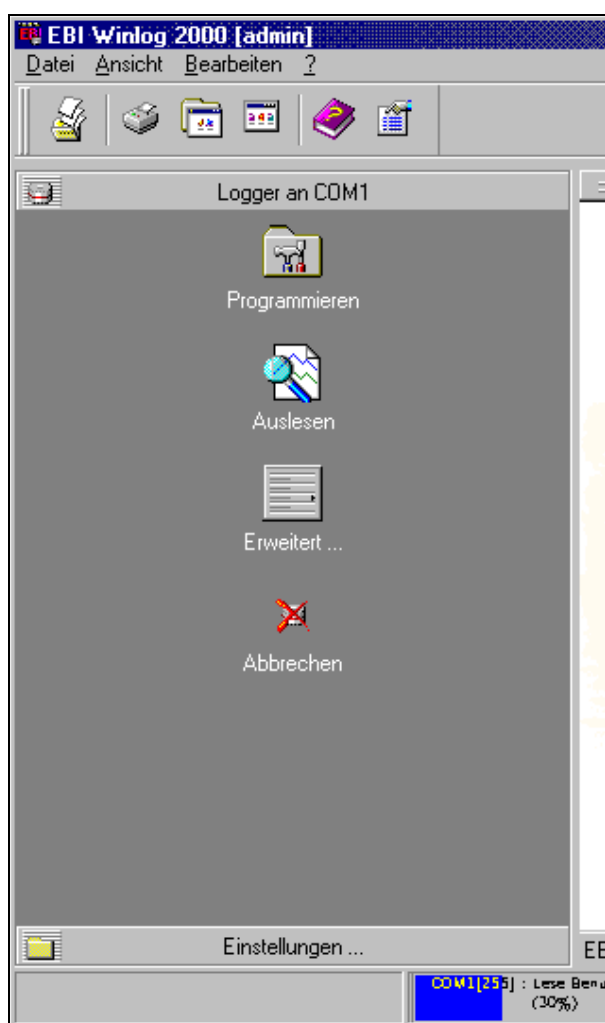 EBI Winlog 2000 [admin]
Datei Ansicht Bearbeiten ?
Logger an COM1
Programmieren
Auslesen
Erweitert ...
Abbrechen
Einstellungen ...
COM1[255] : Lese
(30%)